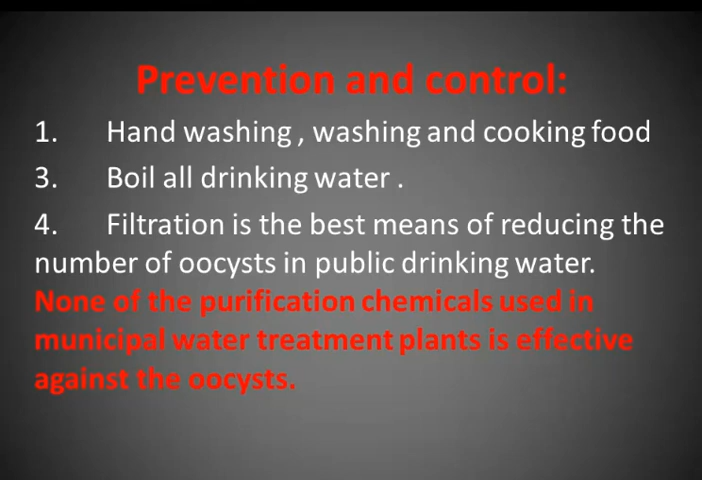 Prevention and control:
1. Hand washing , washing and cooking food
3. Boil all drinking water .
4. Filtration is the best means of reducing the
number of oocysts in public drinking water.
None of the purification chemicals used in
municipal water treatment plants is effective
against the oocysts.